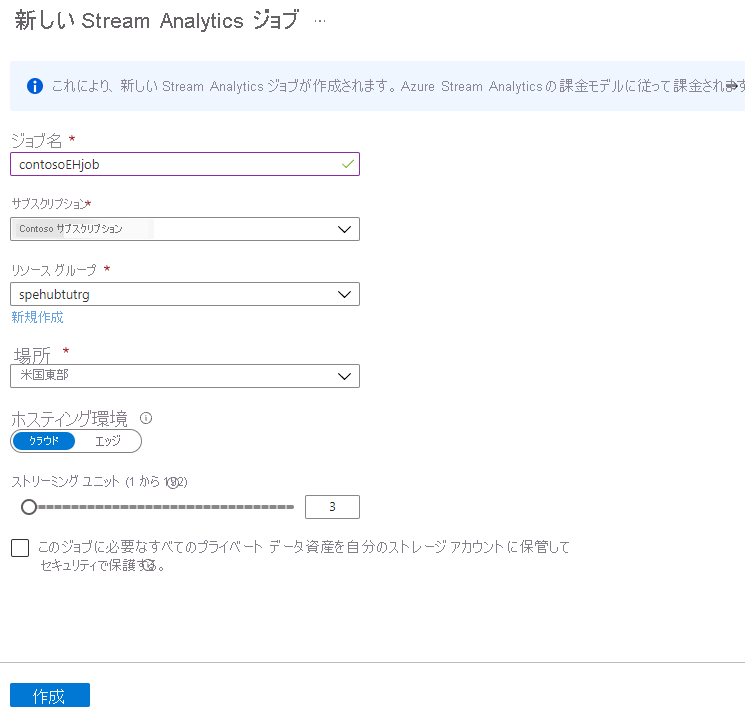 新しい Stream Analytics ジョブ ...
これにより、新しい Stream Analytics ジョブが作成されます。Azure Stream Analytics の課金モデルに従って課金されます
ジョブ名 *
contosoEHjob
サブスクリプション*
Contoso サブスクリプション
リソース グループ *
spehubtutrg
新規作成
場所 *
米国東部
ホスティング環境
クラウド エッジ
ストリーミング ユニット (1 から 192)
3
このジョブに必要なすべてのプライベート データ資産を自分のストレージ アカウントに保管して
セキュリティで保護する。
作成